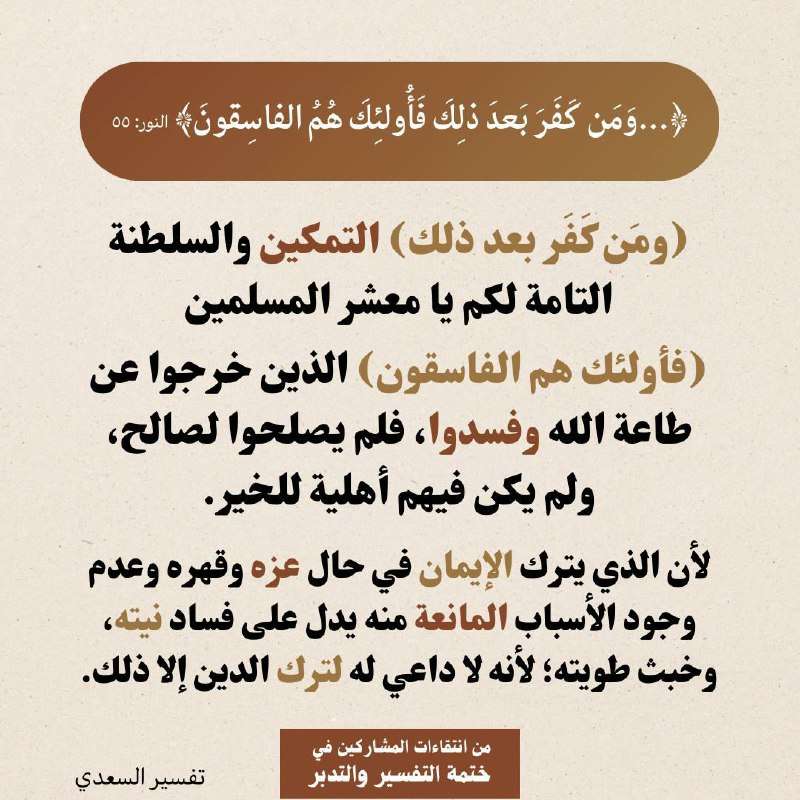 ﴿...وَمَن كَفَرَ بَعدَ ذلِكَ فَأُولئِكَ هُمُ الفاسِقونَ﴾ النور: ٥٥
(ومَن كَفَر بعد ذلك) التمكين والسلطنة
التامة لكم يا معشر المسلمين
(فأولئك هم الفاسقون) الذين خرجوا عن
طاعة الله وفسدوا، فلم يصلحوا لصالح،
ولم يكن فيهم أهلية للخير.
لأن الذي يترك الإيمان في حال عزه وقهره وعدم
وجود الأسباب المانعة منه يدل على فساد نيته،
وخبث طويته؛ لأنه لا داعي له لترك الدين إلا ذلك.
من انتقاءات المشاركين في
ختمة التفسير والتدبر
تفسير السعدي